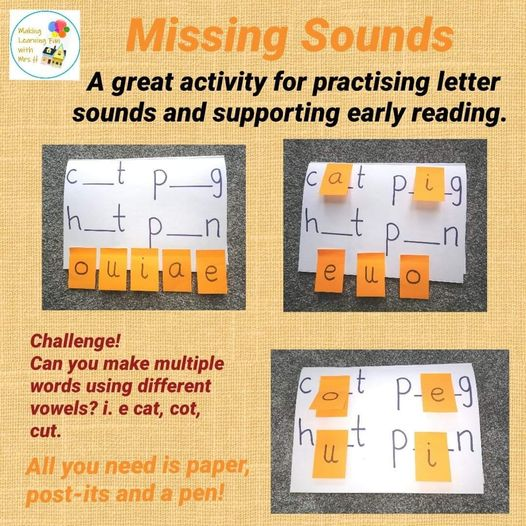 Making
Learning Fun
with
Mrs H
Missing Sounds
A great activity for practising letter
sounds and supporting early reading.
c__t p__g
h__t p__n
o u i a e
c a t p i g
h__t p__n
e u o
Challenge!
Can you make multiple
words using different
vowels? i. e cat, cot,
cut.
All you need is paper,
post-its and a pen!
c o t p e g
h u t p i n